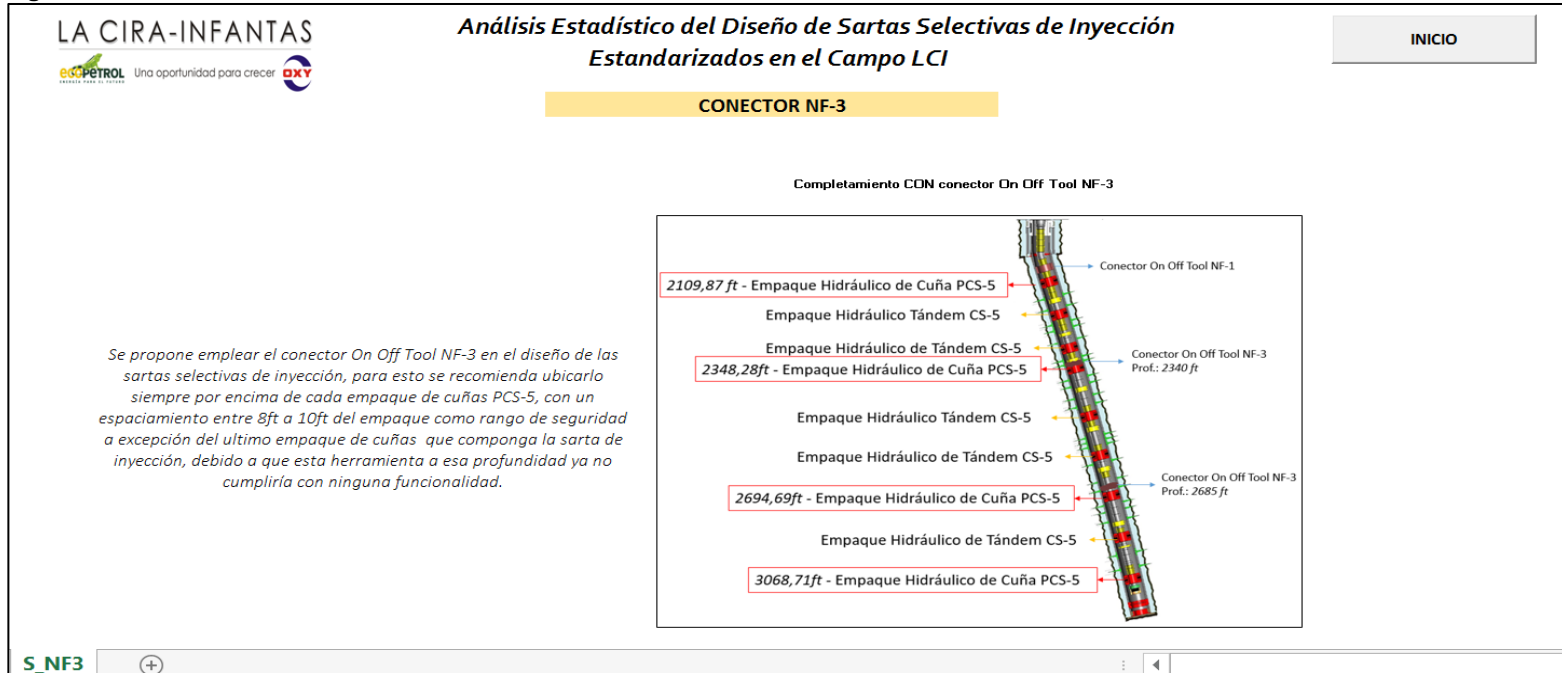 LA CIRA-INFANTAS
ecopetrol Una oportunidad para crecer OXY
Análisis Estadístico del Diseño de Sartas Selectivas de Inyección
Estandarizados en el Campo LCI
INICIO
CONECTOR NF-3
Completamiento CON conector On Off Tool NF-3
Se propone emplear el conector On Off Tool NF-3 en el diseño de las
sartas selectivas de inyección, para esto se recomienda ubicarlo
siempre por encima de cada empaque de cuñas PCS-5, con un
espaciamiento entre 8ft a 10ft del empaque como rango de seguridad
a excepción del ultimo empaque de cuñas que componga la sarta de
inyección, debido a que esta herramienta a esa profundidad ya no
cumpliría con ninguna funcionalidad.
Conector On Off Tool NF-1
2109,87 ft - Empaque Hidráulico de Cuña PCS-5
Empaque Hidráulico Tándem CS-5
Empaque Hidráulico de Tándem CS-5
Conector On Off Tool NF-3
Prof.: 2340 ft
2348,28ft - Empaque Hidráulico de Cuña PCS-5
Empaque Hidráulico Tándem CS-5
Empaque Hidráulico de Tándem CS-5
Conector On Off Tool NF-3
Prof.: 2685 ft
2694,69ft - Empaque Hidráulico de Cuña PCS-5
Empaque Hidráulico de Tándem CS-5
3068,71ft - Empaque Hidráulico de Cuña PCS-5
S_NF3